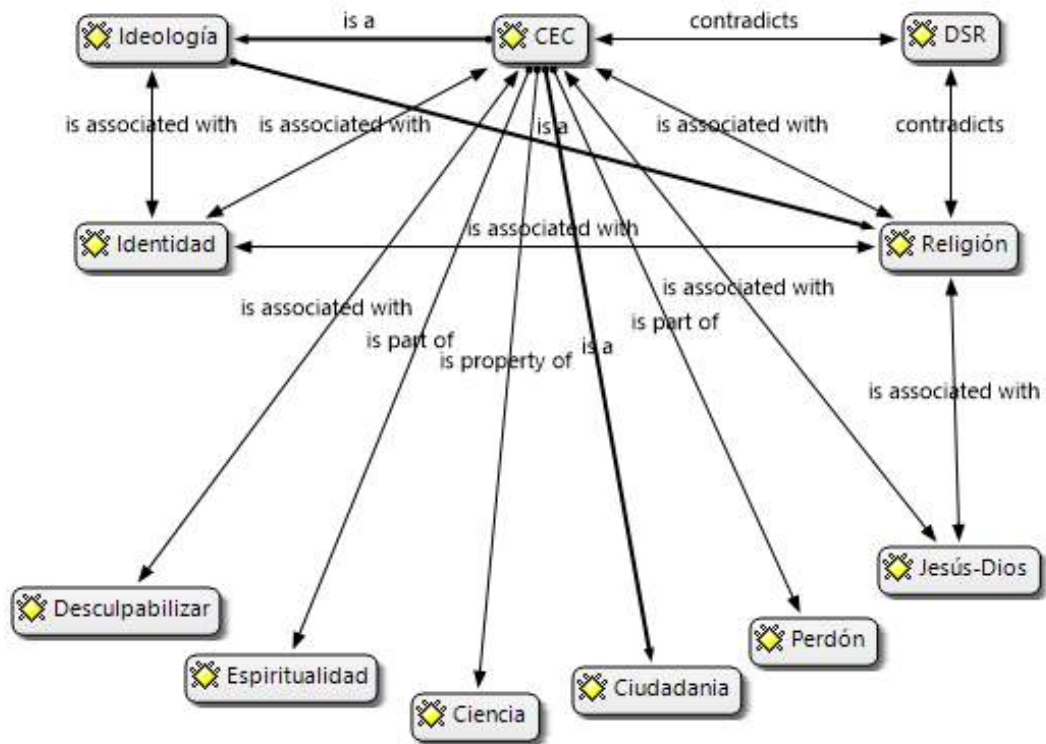 is a
contradicts
Ideología
CEC
DSR
is associated with
is associated with
is a
is associated with
contradicts
Identidad
is associated with
Religión
is associated with
is associated with
is part of
is part of
is property of
is a
is associated with
Jesús-Dios
Desculpabilizar
Perdón
Espiritualidad
Ciudadania
Ciencia